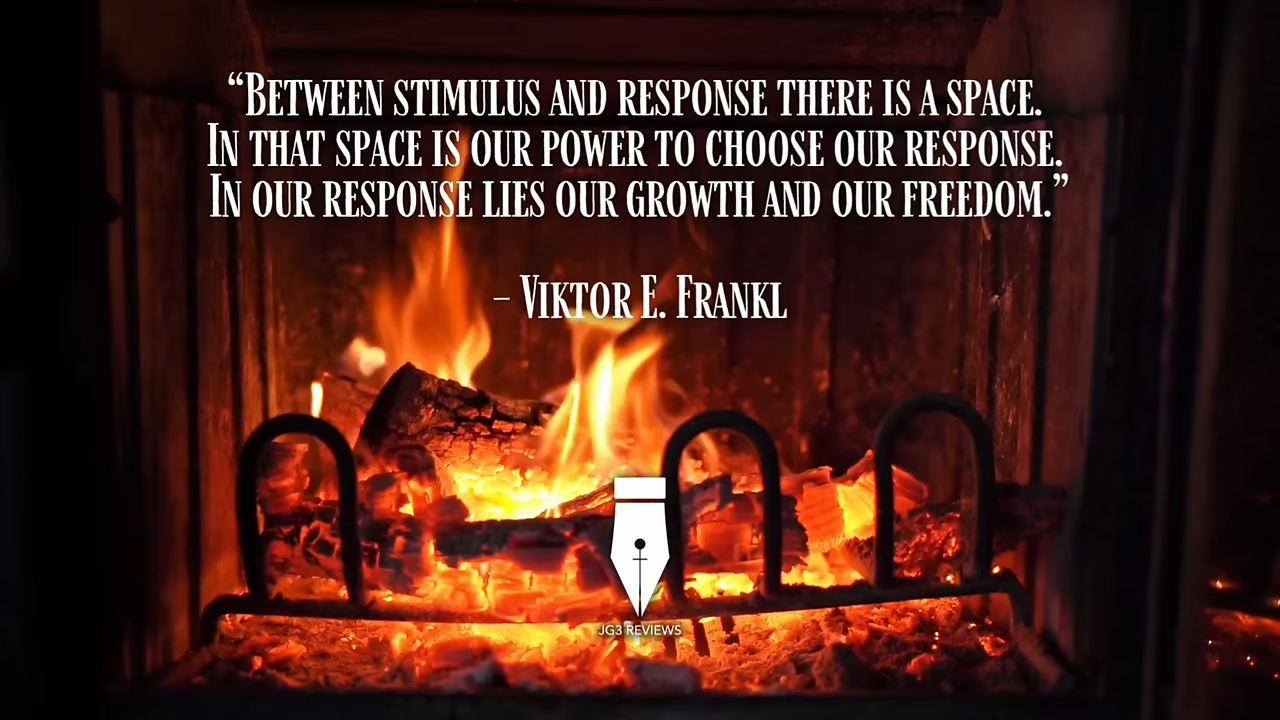 “Between stimulus and response there is a space.
In that space is our power to choose our response.
In our response lies our growth and our freedom.”
– Viktor E. Frankl
JG3 REVIEWS